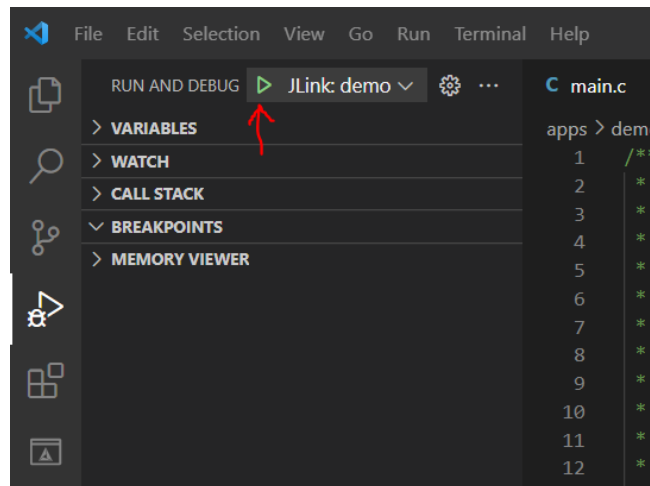 File Edit Selection View Go Run Terminal Help
RUN AND DEBUG JLink: demo ...
VARIABLES
WATCH
CALL STACK
BREAKPOINTS
MEMORY VIEWER
C main.c
apps > dem
1 /**
2 *
3 *
4 *
5 *
6 *
7 *
8 *
9 *
10 *
11 *
12 *